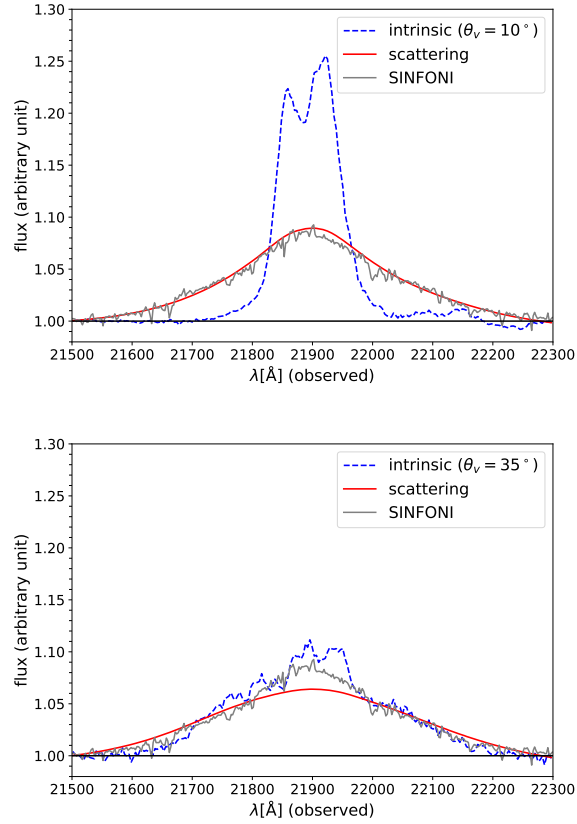 1.30
1.25
1.20
1.15
1.10
1.05
1.00
flux (arbitrary unit)
intrinsic (θᵥ = 10°)
scattering
SINFONI
21500 21600 21700 21800 21900 22000 22100 22200 22300
λ[Å] (observed)
1.30
1.25
1.20
1.15
1.10
1.05
1.00
flux (arbitrary unit)
intrinsic (θᵥ = 35°)
scattering
SINFONI
21500 21600 21700 21800 21900 22000 22100 22200 22300
λ[Å] (observed)